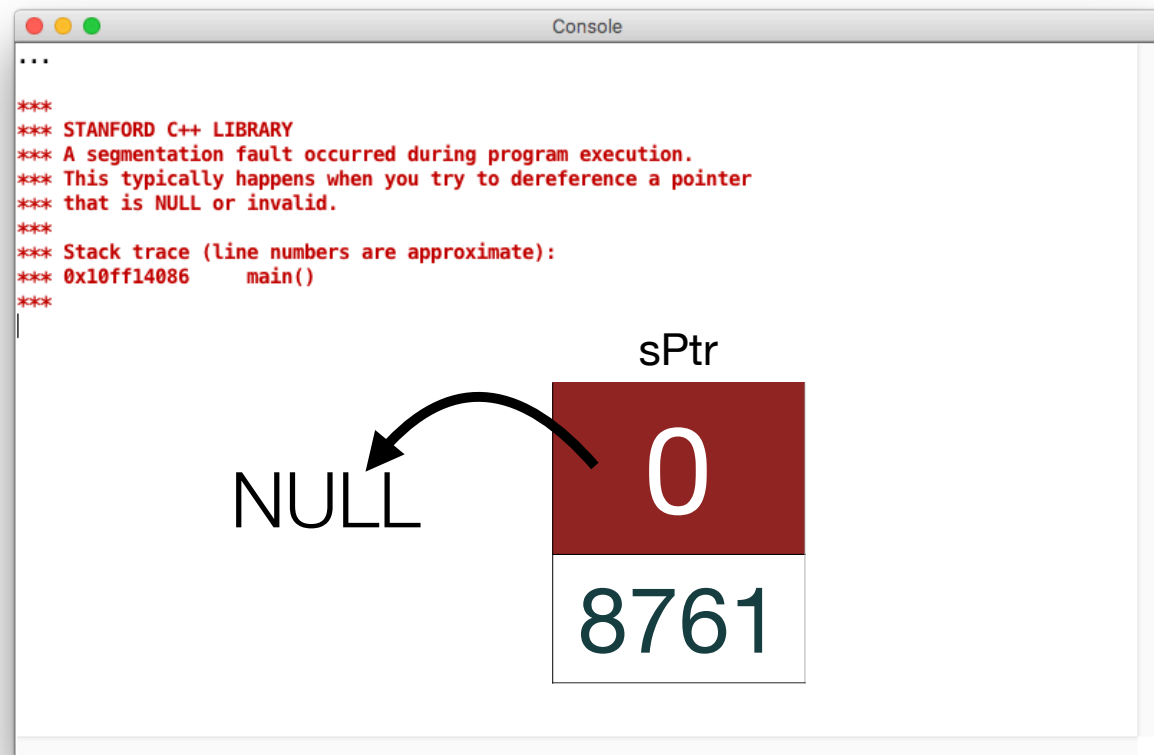 Console
...
***
*** STANFORD C++ LIBRARY
*** A segmentation fault occurred during program execution.
*** This typically happens when you try to dereference a pointer
*** that is NULL or invalid.
***
*** Stack trace (line numbers are approximate):
*** 0x10ff14086     main()
***
sPtr
0
NULL
8761